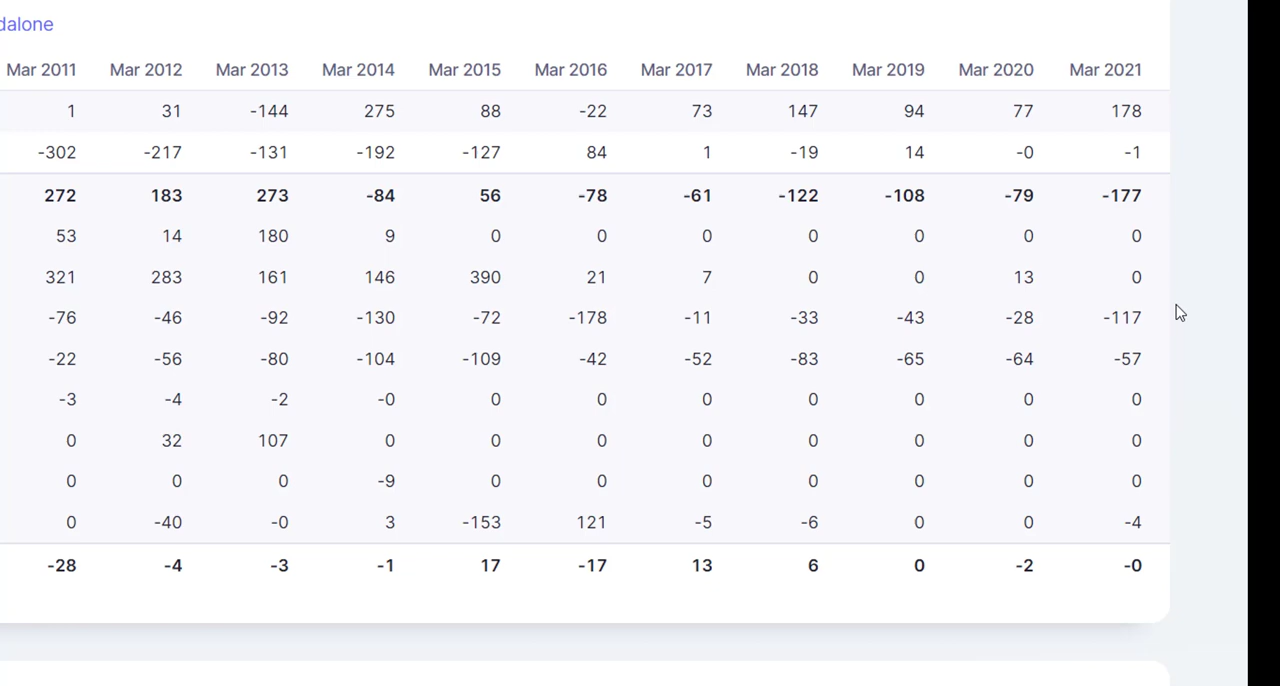 dalone
Mar 2011 Mar 2012 Mar 2013 Mar 2014 Mar 2015 Mar 2016 Mar 2017 Mar 2018 Mar 2019 Mar 2020 Mar 2021
1 31 -144 275 88 -22 73 147 94 77 178
-302 -217 -131 -192 -127 84 1 -19 14 -0 -1
272 183 273 -84 56 -78 -61 -122 -108 -79 -177
53 14 180 9 0 0 0 0 0 0 0
321 283 161 146 390 21 7 0 0 13 0
-76 -46 -92 -130 -72 -178 -11 -33 -43 -28 -117
-22 -56 -80 -104 -109 -42 -52 -83 -65 -64 -57
-3 -4 -2 -0 0 0 0 0 0 0 0
0 32 107 0 0 0 0 0 0 0 0
0 0 0 -9 0 0 0 0 0 0 0
0 -40 -0 3 -153 121 -5 -6 0 0 -4
-28 -4 -3 -1 17 -17 13 6 0 -2 -0